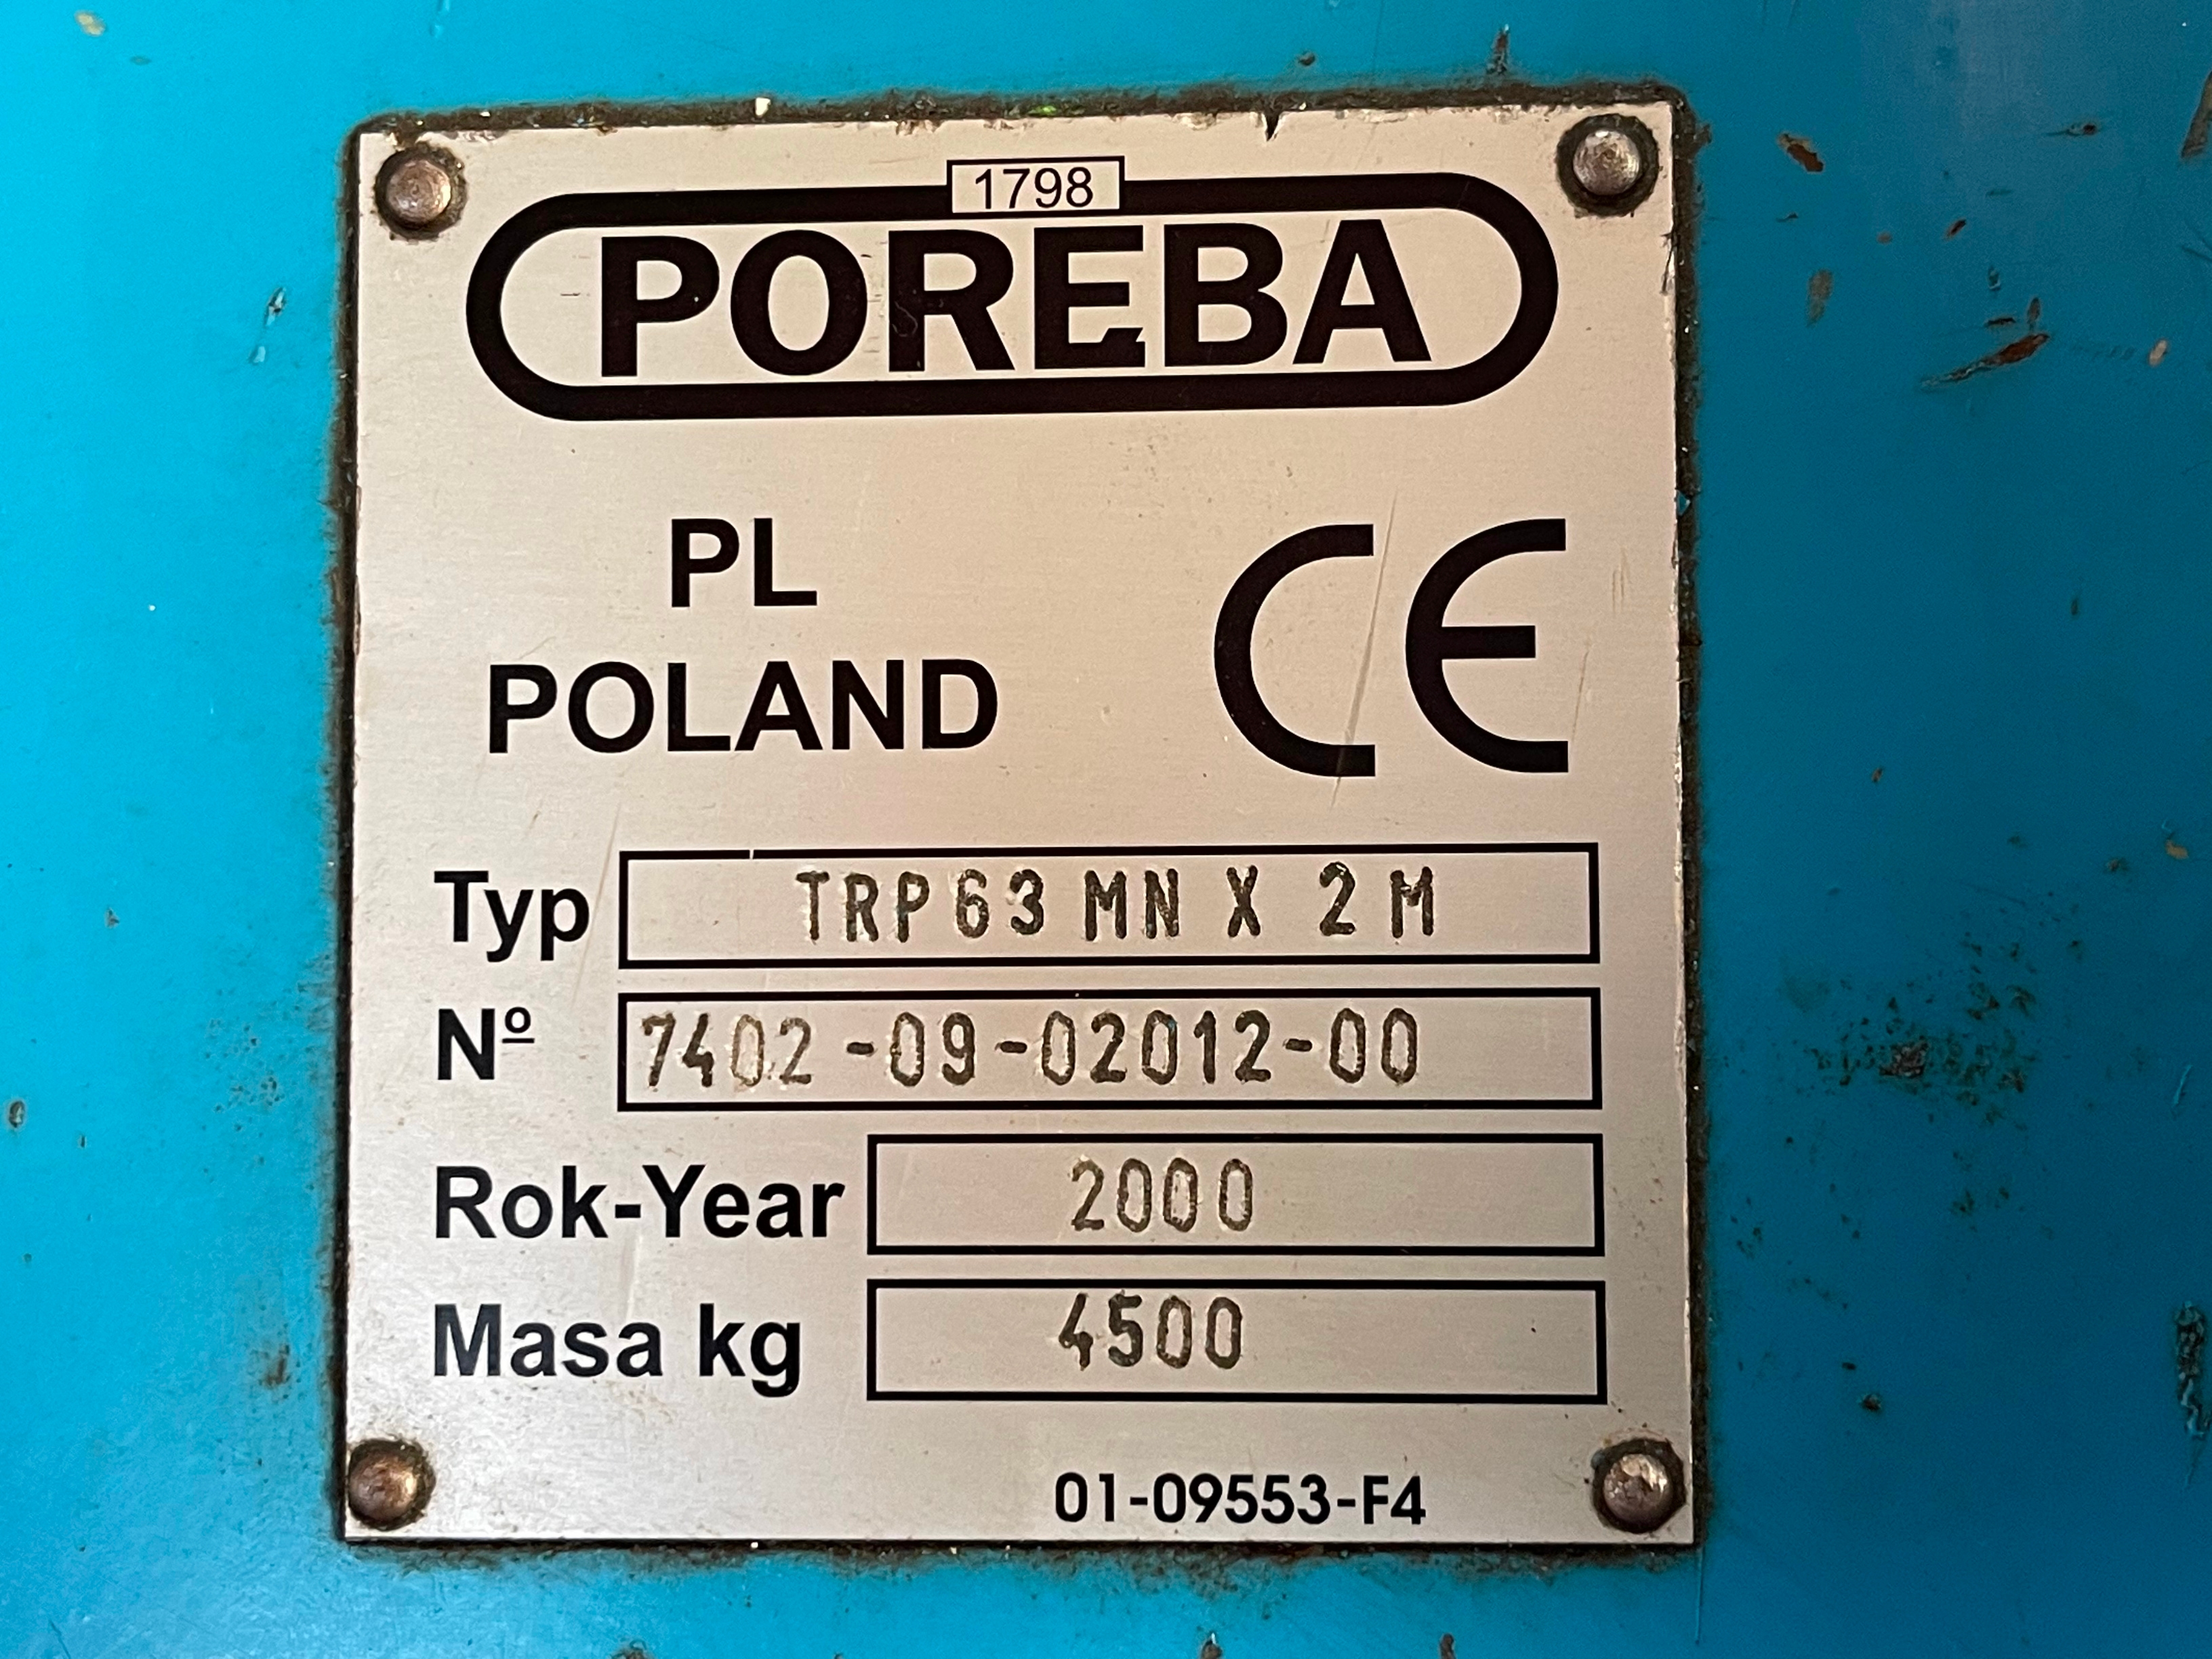 1798
PORĘBA
PL
POLAND
CE
Typ TRP63 MN X 2 M
Nº 7402-09-02012-00
Rok-Year 2000
Masa kg 4500
01-09553-F4